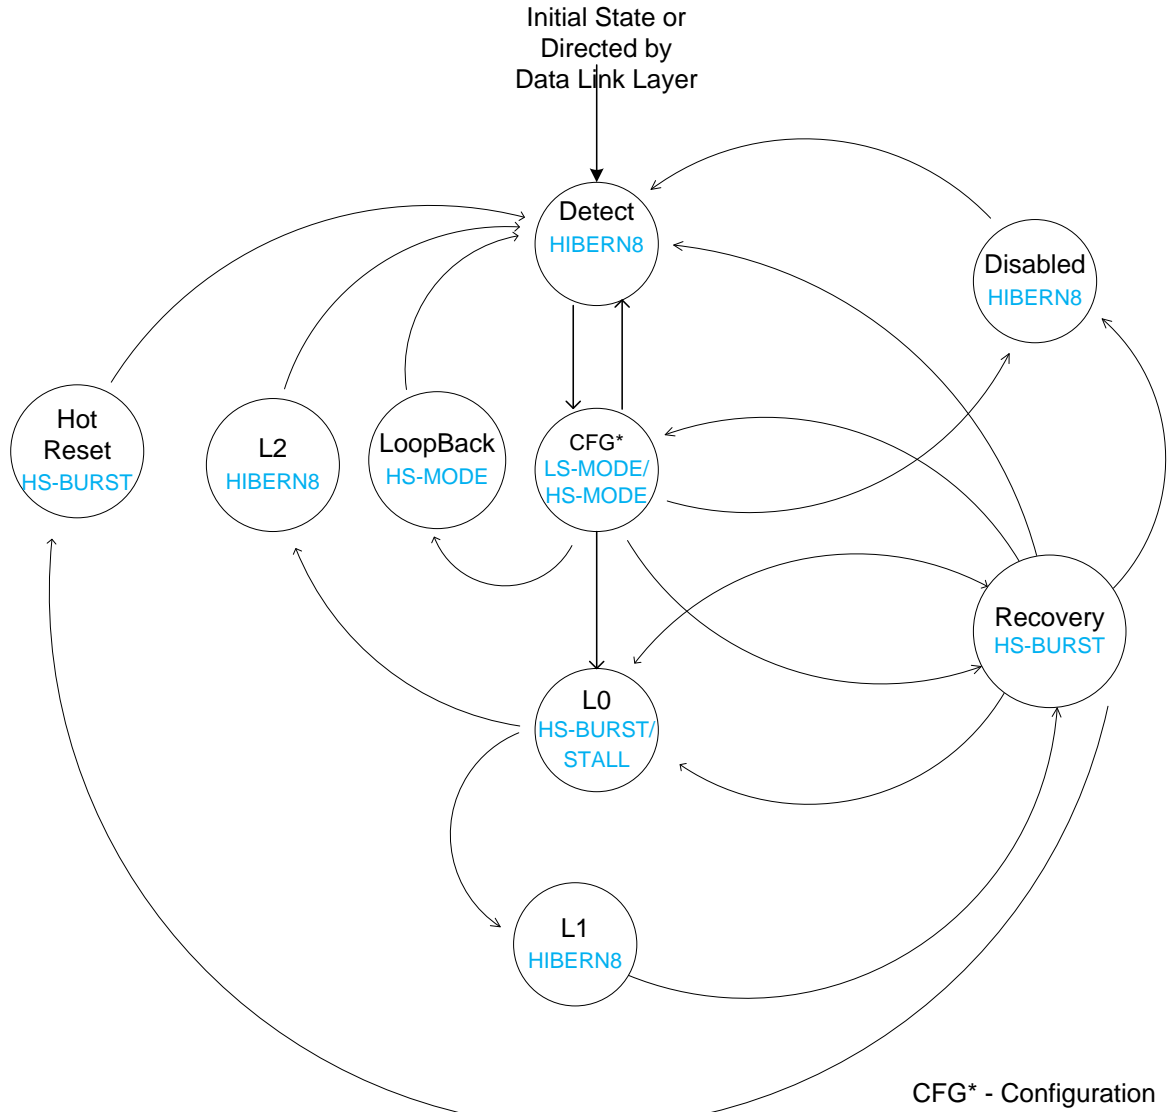 Initial State or
Directed by
Data Link Layer
Detect
HIBERN8
Disabled
HIBERN8
Hot
Reset
HS-BURST
L2
HIBERN8
LoopBack
HS-MODE
CFG*
LS-MODE/
HS-MODE
Recovery
HS-BURST
L0
HS-BURST/
STALL
L1
HIBERN8
CFG* - Configuration